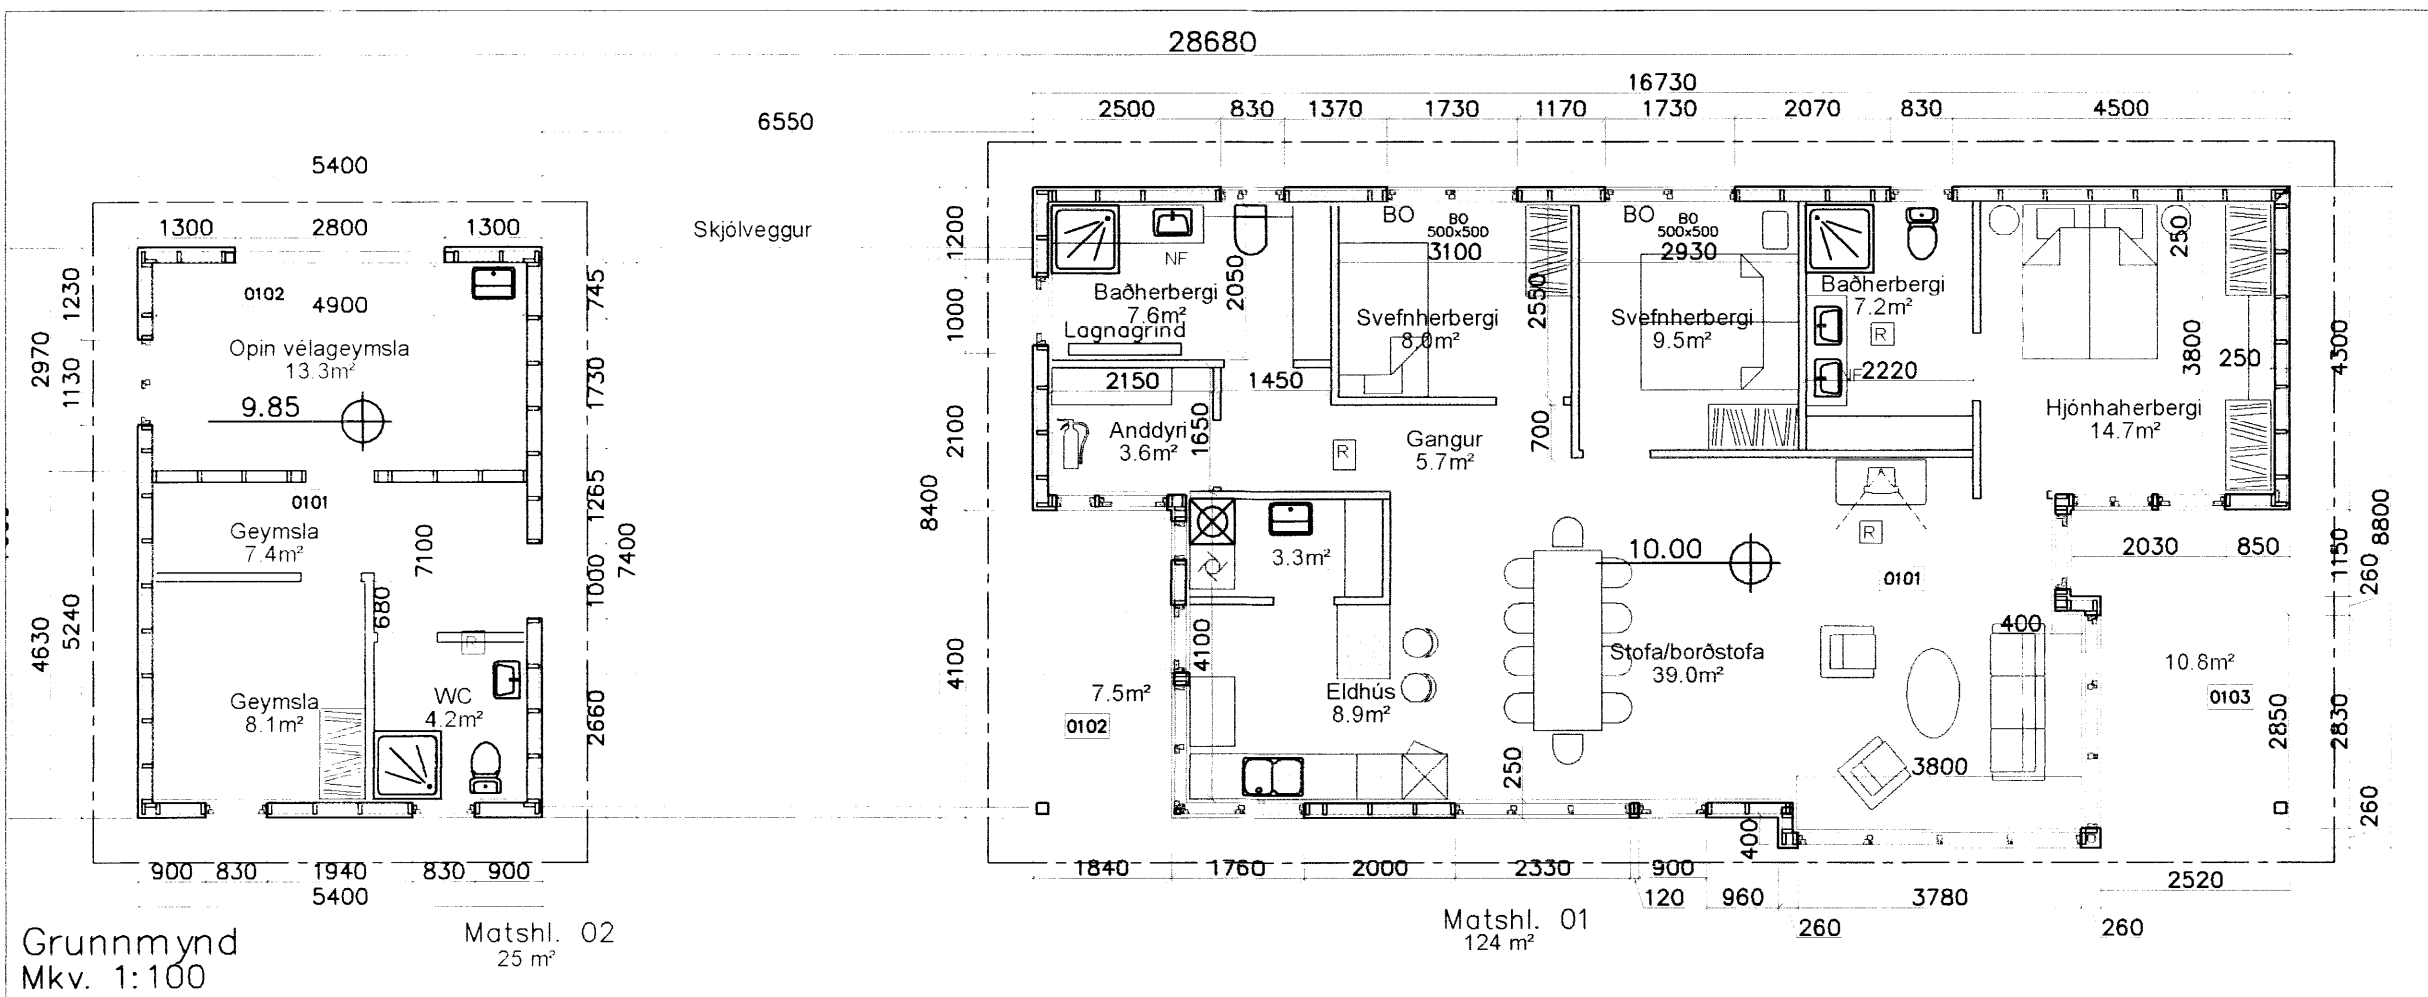 28680
16730
2500 830 1370 1730 1170 1730 2070 830 4500
6550
5400
1300 2800 1300
Skjólveggur
1230
2970
1130
4630
5240
0102
4900
Opin vélageymsla
13.3m²
9.85
0101
Geymsla
7.4m²
7100
680
Geymsla
8.1m²
WC
4.2m²
R
745
1730
1265
1000
7400
2660
900 830 1940 830 900
5400
Matshl. 02
25 m²
Grunnmynd
Mkv. 1:100
1200
1000
2100
8400
4100
NF
Baðherbergi
7.6m²
2050
Lagnagrind
2150 1450
Anddyri
3.6m²
1650
BO
BO
500x500
3100
Svefnherbergi
8.0m²
2550
700
BO
BO
500x500
2930
Svefnherbergi
9.5m²
Baðherbergi
7.2m²
R
NF
2220
250
3800
250
Hjónhaherbergi
14.7m²
4300
8800
R
Gangur
5.7m²
A
R
3.3m²
10.00
0101
2030 850
1150
260
400
4100
7.5m²
0102
Eldhús
8.9m²
Stofa/borðstofa
39.0m²
10.8m²
0103
2850
2830
250
3800
400
260
1840 1760 2000 2330 900
120 960 3780
2520
260 260
Matshl. 01
124 m²